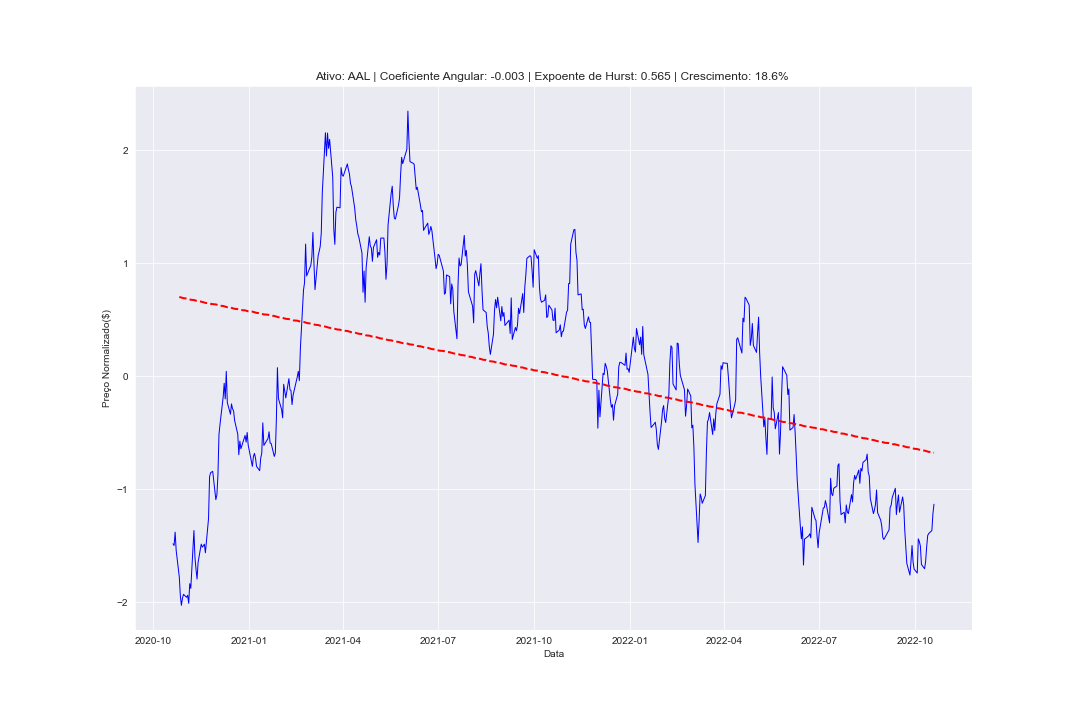 Ativo: AAL | Coeficiente Angular: -0.003 | Expoente de Hurst: 0.565 | Crescimento: 18.6%
Preço Normalizado($)
2
1
0
−1
−2
2020-10 2021-01 2021-04 2021-07 2021-10 2022-01 2022-04 2022-07 2022-10
Data